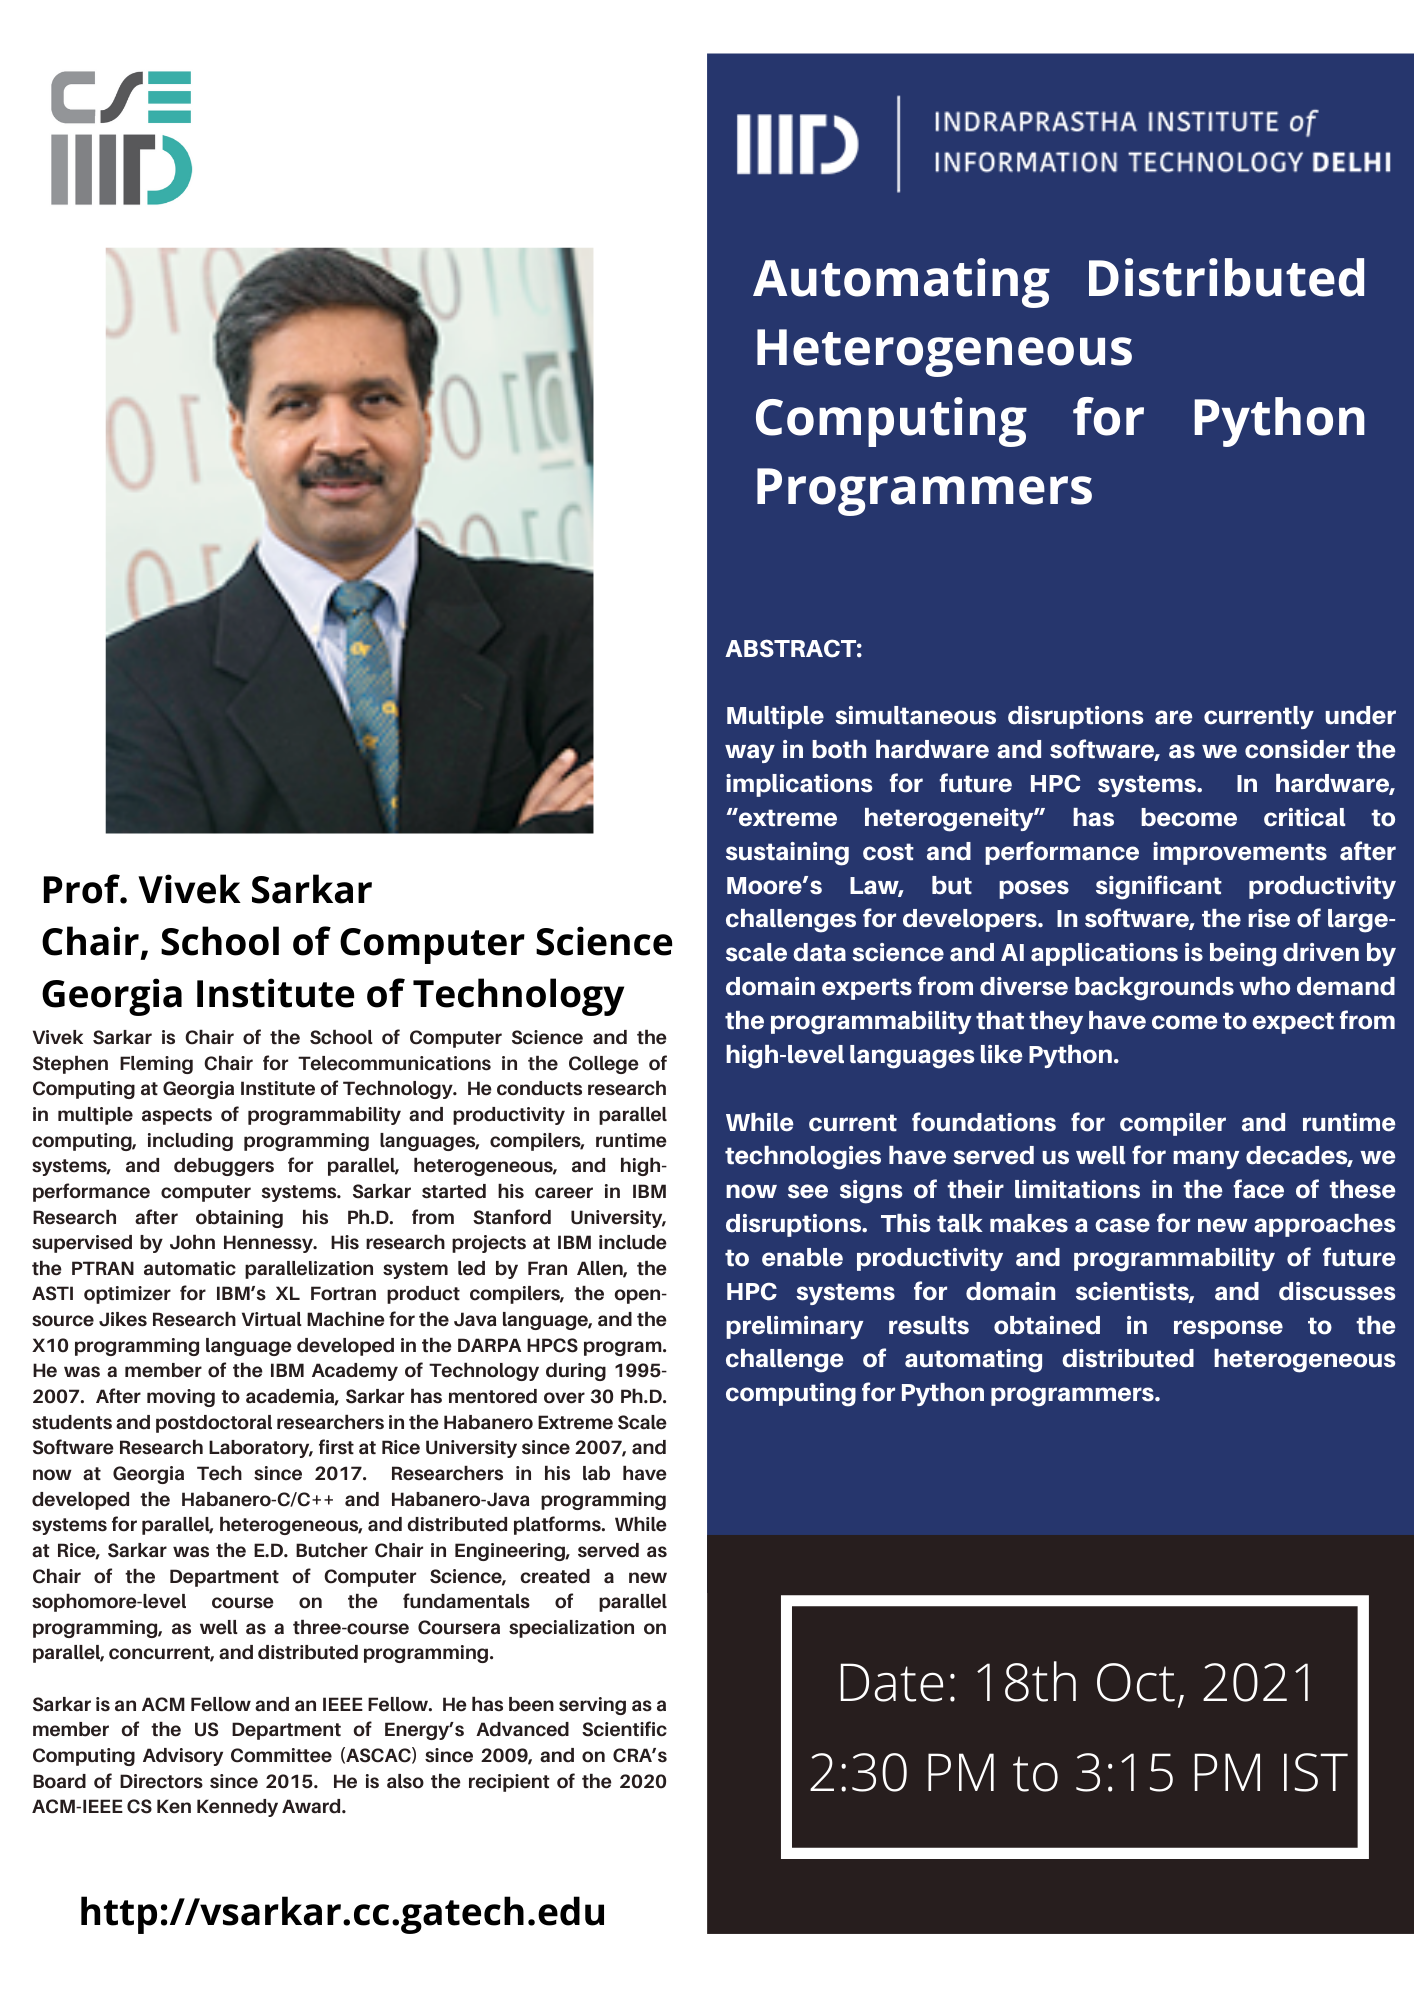 CSE
IIITD
Prof. Vivek Sarkar
Chair, School of Computer Science
Georgia Institute of Technology
Vivek Sarkar is Chair of the School of Computer Science and the
Stephen Fleming Chair for Telecommunications in the College of
Computing at Georgia Institute of Technology. He conducts research
in multiple aspects of programmability and productivity in parallel
computing, including programming languages, compilers, runtime
systems, and debuggers for parallel, heterogeneous, and high-
performance computer systems. Sarkar started his career in IBM
Research after obtaining his Ph.D. from Stanford University,
supervised by John Hennessy. His research projects at IBM include
the PTRAN automatic parallelization system led by Fran Allen, the
ASTI optimizer for IBM’s XL Fortran product compilers, the open-
source Jikes Research Virtual Machine for the Java language, and the
X10 programming language developed in the DARPA HPCS program.
He was a member of the IBM Academy of Technology during 1995-
2007. After moving to academia, Sarkar has mentored over 30 Ph.D.
students and postdoctoral researchers in the Habanero Extreme Scale
Software Research Laboratory, first at Rice University since 2007, and
now at Georgia Tech since 2017. Researchers in his lab have
developed the Habanero-C/C++ and Habanero-Java programming
systems for parallel, heterogeneous, and distributed platforms. While
at Rice, Sarkar was the E.D. Butcher Chair in Engineering, served as
Chair of the Department of Computer Science, created a new
sophomore-level course on the fundamentals of parallel
programming, as well as a three-course Coursera specialization on
parallel, concurrent, and distributed programming.
Sarkar is an ACM Fellow and an IEEE Fellow. He has been serving as a
member of the US Department of Energy’s Advanced Scientific
Computing Advisory Committee (ASCAC) since 2009, and on CRA’s
Board of Directors since 2015. He is also the recipient of the 2020
ACM-IEEE CS Ken Kennedy Award.
http://vsarkar.cc.gatech.edu
IIITD
INDRAPRASTHA INSTITUTE of
INFORMATION TECHNOLOGY DELHI
Automating Distributed
Heterogeneous
Computing for Python
Programmers
ABSTRACT:
Multiple simultaneous disruptions are currently under
way in both hardware and software, as we consider the
implications for future HPC systems. In hardware,
“extreme heterogeneity” has become critical to
sustaining cost and performance improvements after
Moore’s Law, but poses significant productivity
challenges for developers. In software, the rise of large-
scale data science and AI applications is being driven by
domain experts from diverse backgrounds who demand
the programmability that they have come to expect from
high-level languages like Python.
While current foundations for compiler and runtime
technologies have served us well for many decades, we
now see signs of their limitations in the face of these
disruptions. This talk makes a case for new approaches
to enable productivity and programmability of future
HPC systems for domain scientists, and discusses
preliminary results obtained in response to the
challenge of automating distributed heterogeneous
computing for Python programmers.
Date: 18th Oct, 2021
2:30 PM to 3:15 PM IST